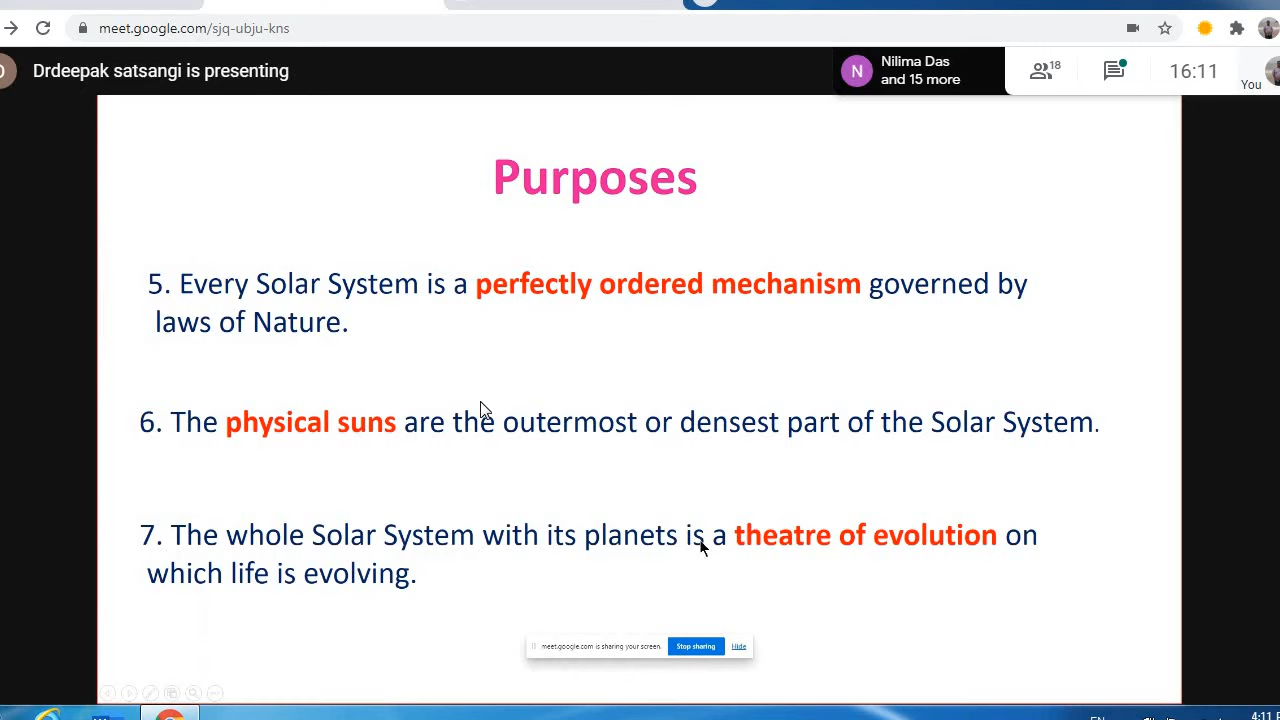 meet.google.com/sjq-ubju-kns
Drdeepak satsangi is presenting
N
Nilima Das
and 15 more
18
16:11
You
Purposes
5. Every Solar System is a perfectly ordered mechanism governed by
laws of Nature.
6. The physical suns are the outermost or densest part of the Solar System.
7. The whole Solar System with its planets is a theatre of evolution on
which life is evolving.
meet.google.com is sharing your screen.
Stop sharing
Hide
EN
4:11